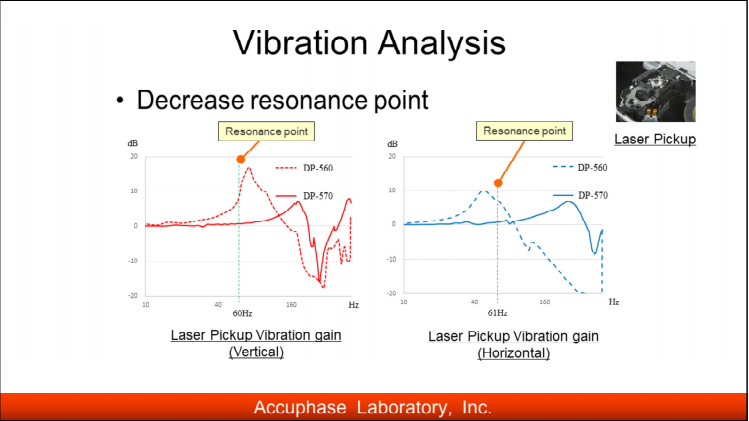 Vibration Analysis
• Decrease resonance point
Laser Pickup
Resonance point
dB
20
10
0
-10
-20
10
40
160
Hz
60Hz
DP-560
DP-570
Laser Pickup Vibration gain
(Vertical)
Resonance point
dB
20
10
0
-10
-20
10
40
160
Hz
61Hz
DP-560
DP-570
Laser Pickup Vibration gain
(Horizontal)
Accuphase Laboratory, Inc.